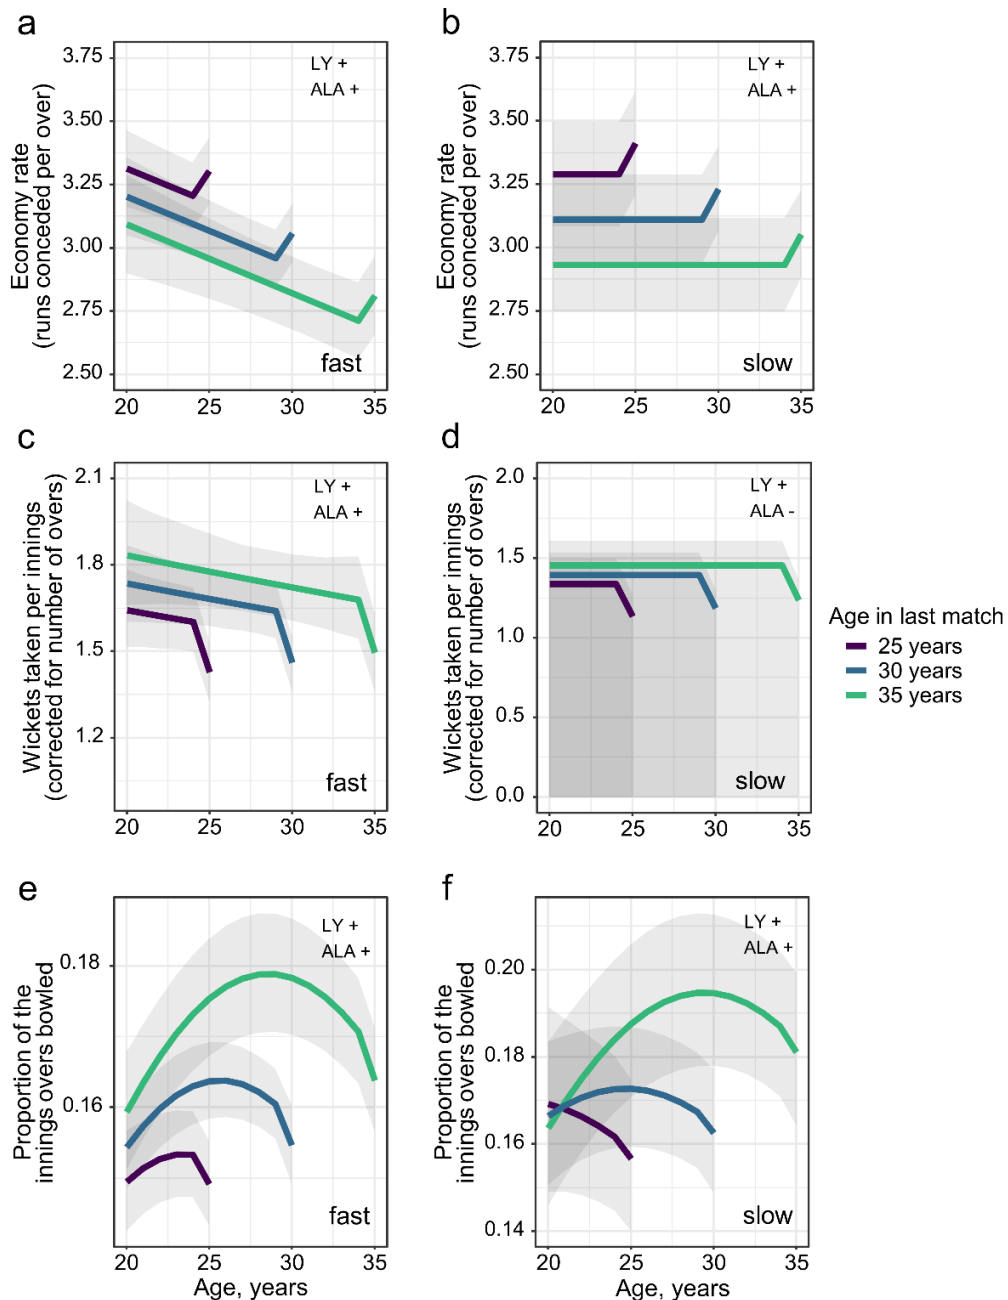 a
Economy rate
(runs conceded per over)
3.75
3.50
3.25
3.00
2.75
2.50
LY +
ALA +
fast
20 25 30 35
b
Economy rate
(runs conceded per over)
3.75
3.50
3.25
3.00
2.75
2.50
LY +
ALA +
slow
20 25 30 35
c
Wickets taken per innings
(corrected for number of overs)
2.1
1.8
1.5
1.2
LY +
ALA +
fast
20 25 30 35
d
Wickets taken per innings
(corrected for number of overs)
2.0
1.5
1.0
0.5
0.0
LY +
ALA -
slow
20 25 30 35
Age in last match
25 years
30 years
35 years
e
Proportion of the
innings overs bowled
0.18
0.16
LY +
ALA +
fast
20 25 30 35
Age, years
f
Proportion of the
innings overs bowled
0.20
0.18
0.16
0.14
LY +
ALA +
slow
20 25 30 35
Age, years